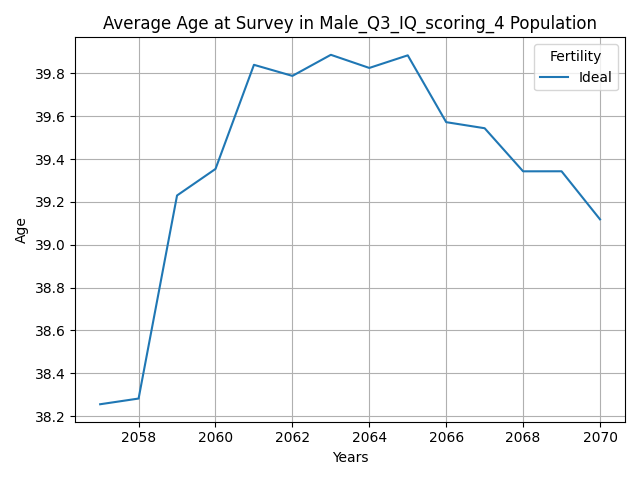 Average Age at Survey in Male_Q3_IQ_scoring_4 Population
Fertility
Ideal
39.8
39.6
39.4
39.2
39.0
38.8
38.6
38.4
38.2
Age
2058 2060 2062 2064 2066 2068 2070
Years